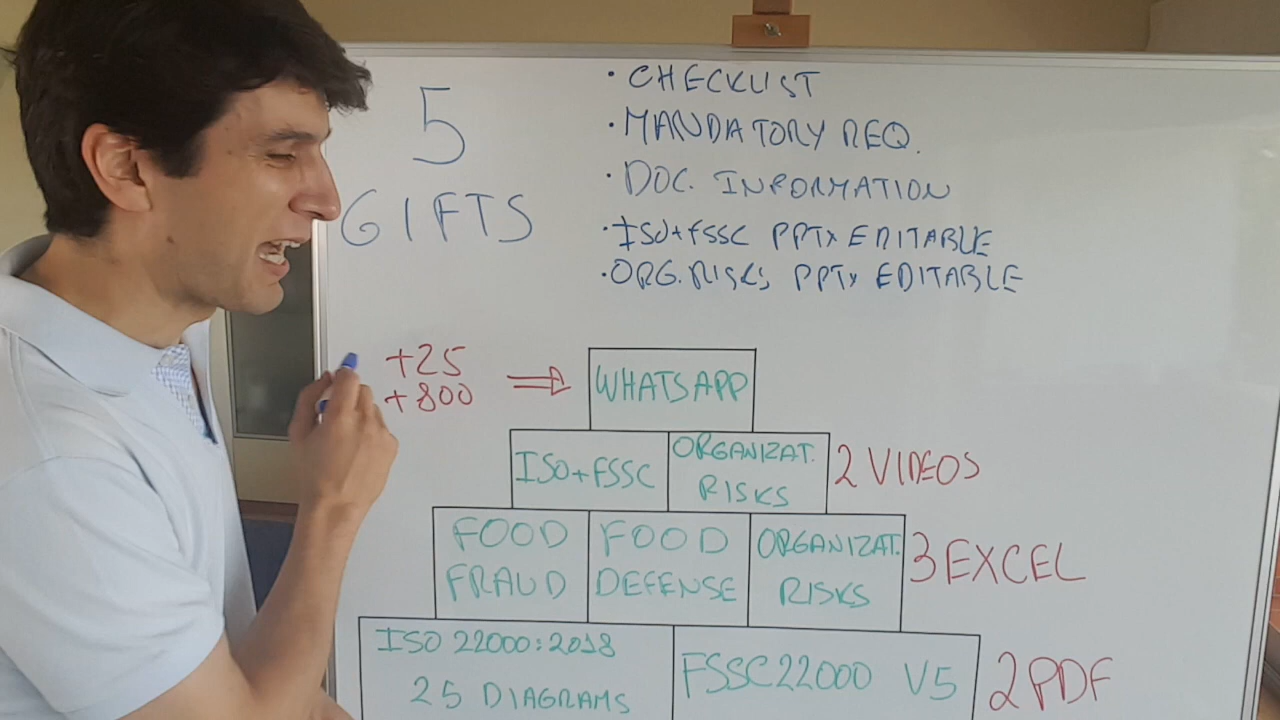 5
GIFTS
· CHECKLIST
· MANDATORY REQ.
· DOC. INFORMATION
· ISO+FSSC PPTx EDITABLE
· ORG. RISKS PPTx EDITABLE
+25
+800
⇒
WHATSAPP
ISO+FSSC
ORGANIZAT.
RISKS
2 VIDEOS
FOOD
FRAUD
FOOD
DEFENSE
ORGANIZAT.
RISKS
3 EXCEL
ISO 22000:2018
25 DIAGRAMS
FSSC22000 V5
2 PDF